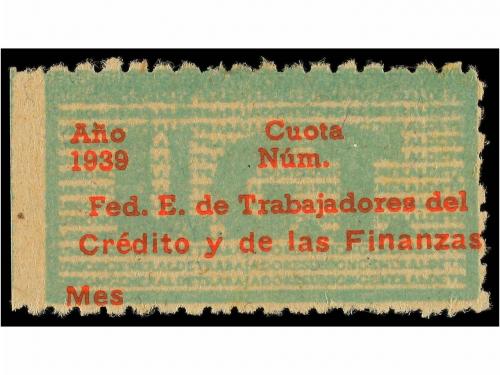 Año Cuota
1939 Núm.
Fed. E. de Trabajadores del
Crédito y de las Finanzas
Mes